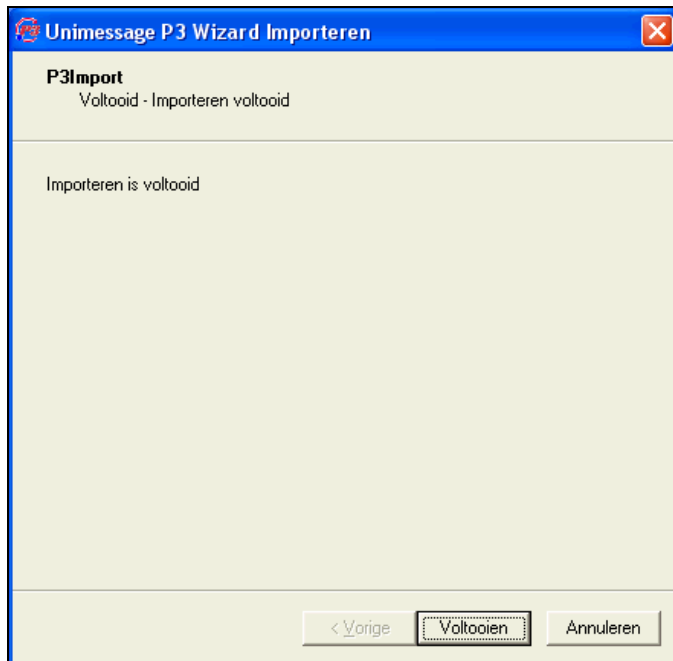 Unimessage P3 Wizard Importeren
P3Import
Voltooid - Importeren voltooid
Importeren is voltooid
< Vorige
Voltooien
Annuleren